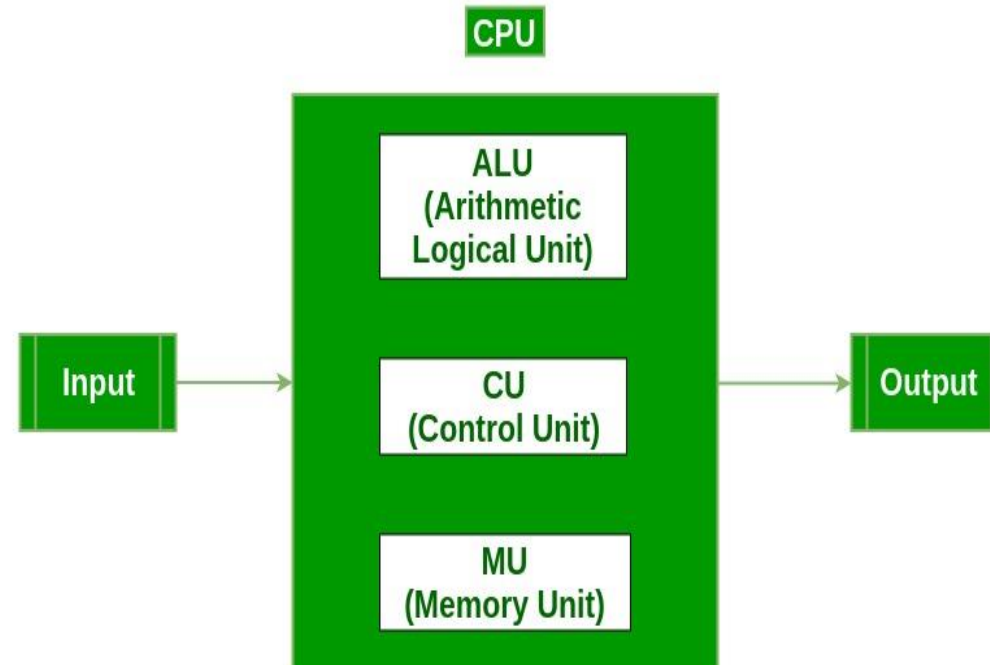 CPU
ALU
(Arithmetic
Logical Unit)
Input
CU
(Control Unit)
Output
MU
(Memory Unit)